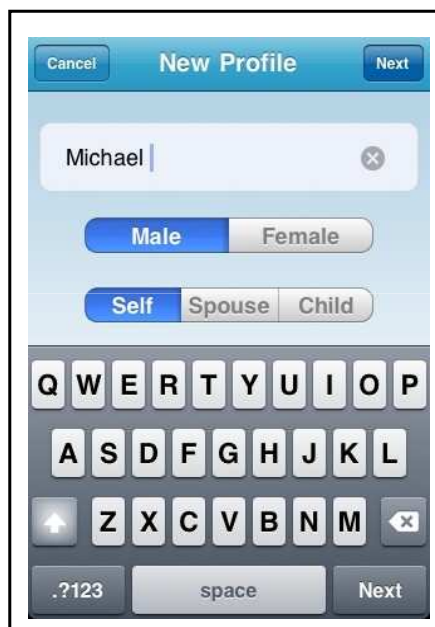 Cancel New Profile Next
Michael
Male Female
Self Spouse Child
Q W E R T Y U I O P
A S D F G H J K L
Z X C V B N M
.?123 space Next